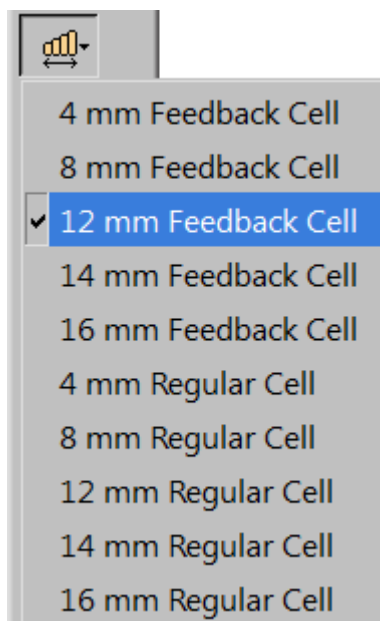 4 mm Feedback Cell
8 mm Feedback Cell
12 mm Feedback Cell
14 mm Feedback Cell
16 mm Feedback Cell
4 mm Regular Cell
8 mm Regular Cell
12 mm Regular Cell
14 mm Regular Cell
16 mm Regular Cell